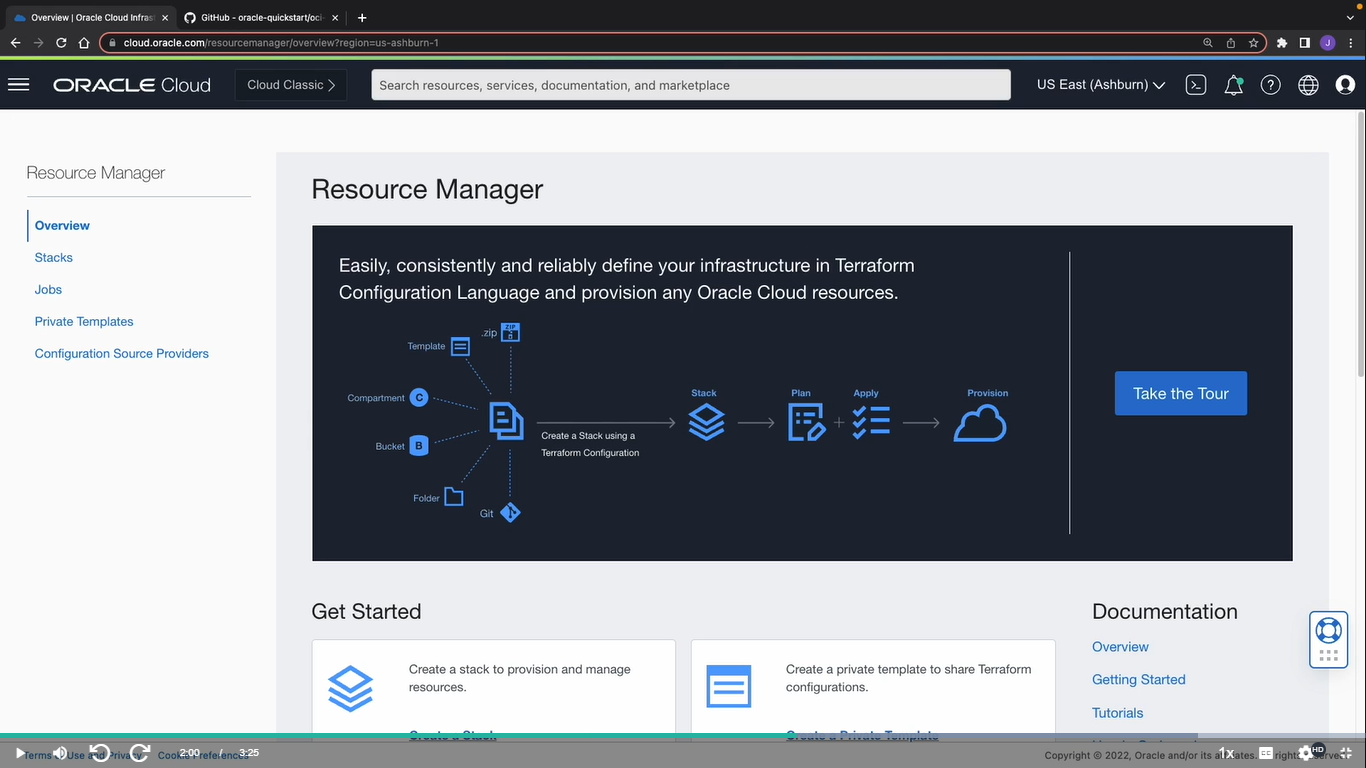 Overview | Oracle Cloud Infrast
GitHub - oracle-quickstart/oci-
cloud.oracle.com/resourcemanager/overview?region=us-ashburn-1
J
ORACLE Cloud
Cloud Classic
Search resources, services, documentation, and marketplace
US East (Ashburn)
Resource Manager
Overview
Stacks
Jobs
Private Templates
Configuration Source Providers
Resource Manager
Easily, consistently and reliably define your infrastructure in Terraform
Configuration Language and provision any Oracle Cloud resources.
.zip
ZIP
Template
Compartment
C
Bucket
B
Folder
Git
Create a Stack using a
Terraform Configuration
Stack
Plan
Apply
Provision
Take the Tour
Get Started
Create a stack to provision and manage
resources.
Create a Stack
Create a private template to share Terraform
configurations.
Create a Private Template
Documentation
Overview
Getting Started
Tutorials
Terms of Use and Privacy
Cookie Preferences
2:00 / 3:25
Copyright © 2022, Oracle and/or its
1x
CC
HD